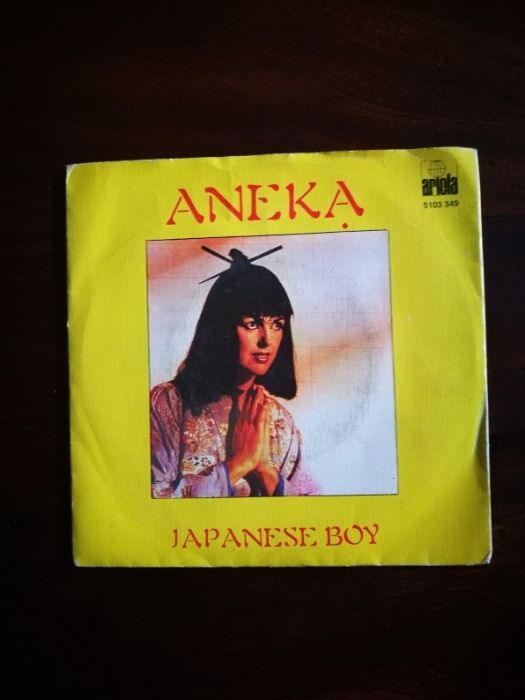 ariola
5103 349
ANEKA
JAPANESE BOY